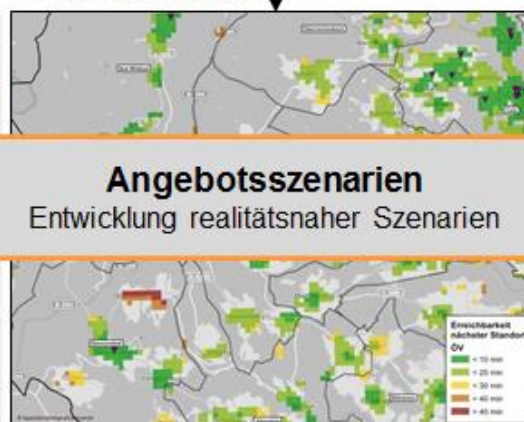 Angebotsszenarien
Entwicklung realitätsnaher Szenarien
Erreichbarkeit
nächster Standort
ÖV
< 10 min
< 20 min
< 30 min
< 40 min
> 40 min